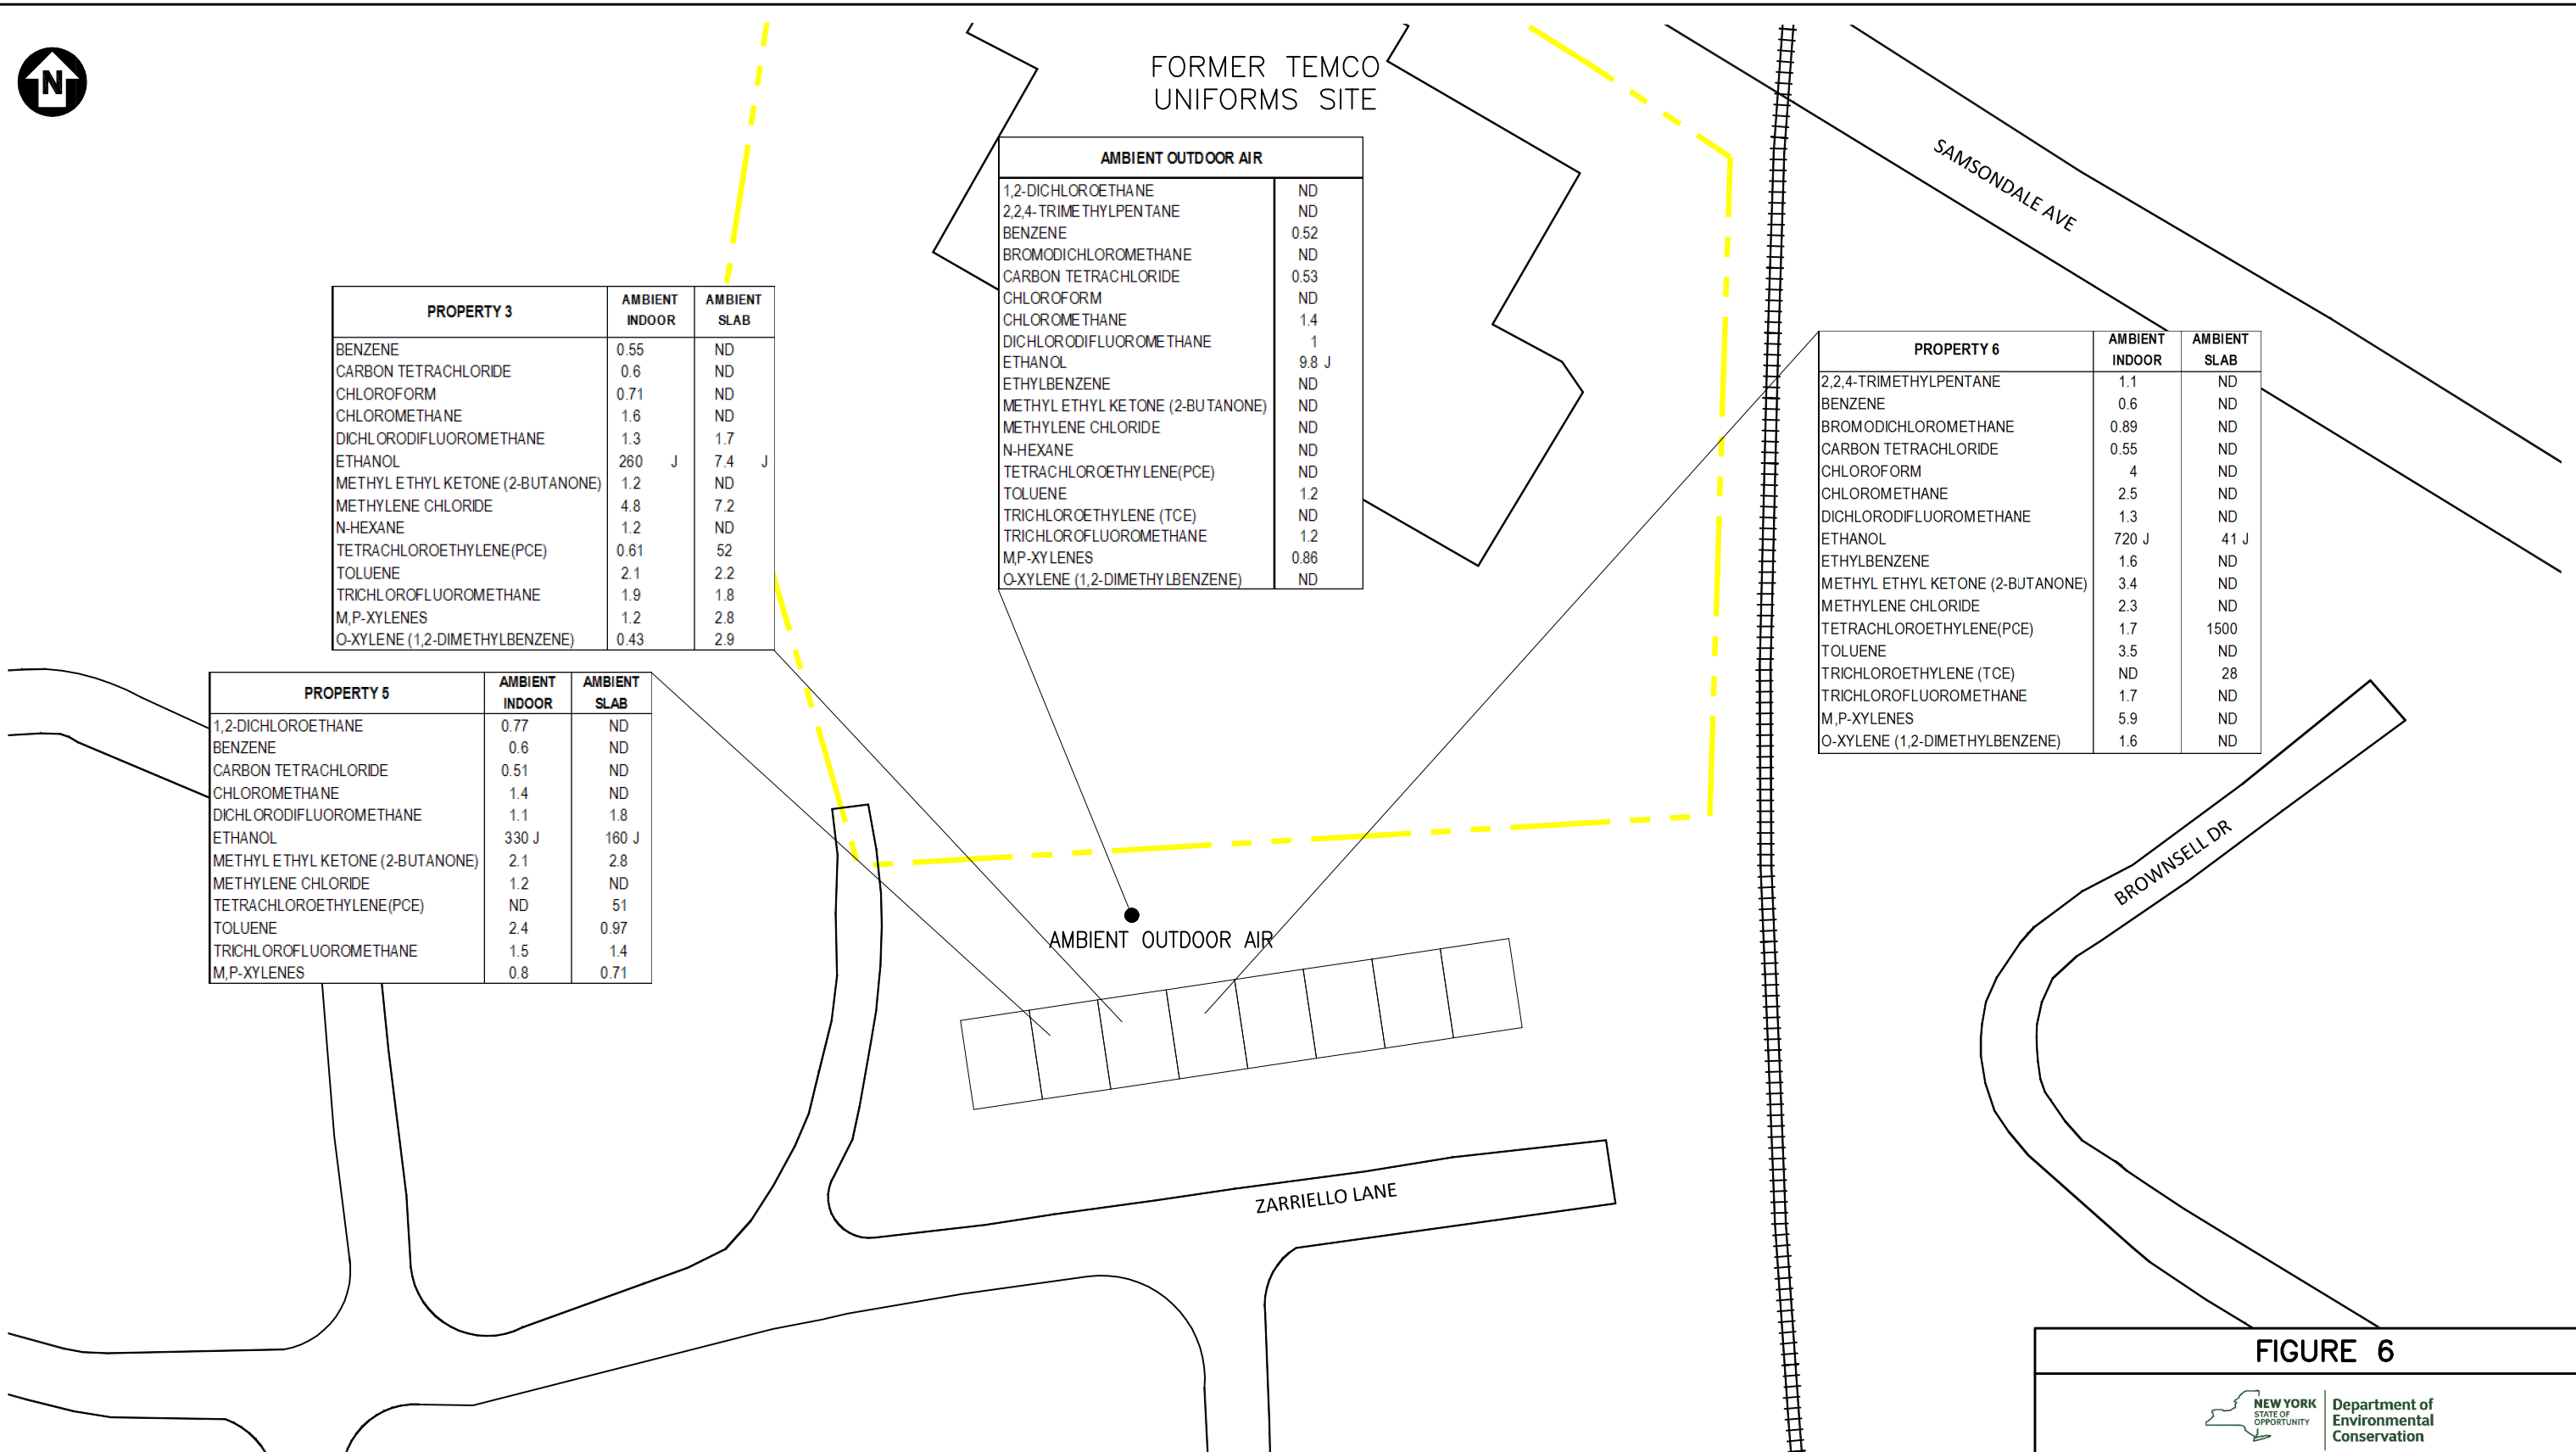 N
FORMER TEMCO
UNIFORMS SITE
SAMSONDALE AVE
AMBIENT OUTDOOR AIR
1,2-DICHLOROETHANE ND
2,2,4-TRIMETHYLPENTANE ND
BENZENE 0.52
BROMODICHLOROMETHANE ND
CARBON TETRACHLORIDE 0.53
CHLOROFORM ND
CHLOROMETHANE 1.4
DICHLORODIFLUOROMETHANE 1
ETHANOL 9.8 J
ETHYLBENZENE ND
METHYL ETHYL KETONE (2-BUTANONE) ND
METHYLENE CHLORIDE ND
N-HEXANE ND
TETRACHLOROETHYLENE(PCE) ND
TOLUENE 1.2
TRICHLOROETHYLENE (TCE) ND
TRICHLOROFLUOROMETHANE 1.2
M,P-XYLENES 0.86
O-XYLENE (1,2-DIMETHYLBENZENE) ND
PROPERTY 3 AMBIENT INDOOR AMBIENT SLAB
BENZENE 0.55 ND
CARBON TETRACHLORIDE 0.6 ND
CHLOROFORM 0.71 ND
CHLOROMETHANE 1.6 ND
DICHLORODIFLUOROMETHANE 1.3 1.7
ETHANOL 260 J 7.4 J
METHYL ETHYL KETONE (2-BUTANONE) 1.2 ND
METHYLENE CHLORIDE 4.8 7.2
N-HEXANE 1.2 ND
TETRACHLOROETHYLENE(PCE) 0.61 52
TOLUENE 2.1 2.2
TRICHLOROFLUOROMETHANE 1.9 1.8
M,P-XYLENES 1.2 2.8
O-XYLENE (1,2-DIMETHYLBENZENE) 0.43 2.9
PROPERTY 6 AMBIENT INDOOR AMBIENT SLAB
2,2,4-TRIMETHYLPENTANE 1.1 ND
BENZENE 0.6 ND
BROMODICHLOROMETHANE 0.89 ND
CARBON TETRACHLORIDE 0.55 ND
CHLOROFORM 4 ND
CHLOROMETHANE 2.5 ND
DICHLORODIFLUOROMETHANE 1.3 ND
ETHANOL 720 J 41 J
ETHYLBENZENE 1.6 ND
METHYL ETHYL KETONE (2-BUTANONE) 3.4 ND
METHYLENE CHLORIDE 2.3 ND
TETRACHLOROETHYLENE(PCE) 1.7 1500
TOLUENE 3.5 ND
TRICHLOROETHYLENE (TCE) ND 28
TRICHLOROFLUOROMETHANE 1.7 ND
M,P-XYLENES 5.9 ND
O-XYLENE (1,2-DIMETHYLBENZENE) 1.6 ND
PROPERTY 5 AMBIENT INDOOR AMBIENT SLAB
1,2-DICHLOROETHANE 0.77 ND
BENZENE 0.6 ND
CARBON TETRACHLORIDE 0.51 ND
CHLOROMETHANE 1.4 ND
DICHLORODIFLUOROMETHANE 1.1 1.8
ETHANOL 330 J 160 J
METHYL ETHYL KETONE (2-BUTANONE) 2.1 2.8
METHYLENE CHLORIDE 1.2 ND
TETRACHLOROETHYLENE(PCE) ND 51
TOLUENE 2.4 0.97
TRICHLOROFLUOROMETHANE 1.5 1.4
M,P-XYLENES 0.8 0.71
AMBIENT OUTDOOR AIR
BROWNSELL DR
ZARRIELLO LANE
FIGURE 6
NEW YORK
STATE OF
OPPORTUNITY
Department of
Environmental
Conservation